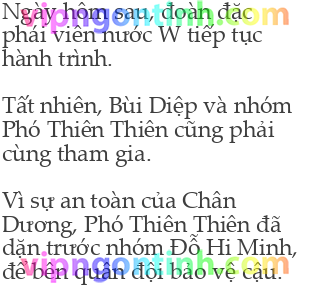 Ngày hôm sau, đoàn đặc
phái viên nước W tiếp tục
hành trình.
Tất nhiên, Bùi Diệp và nhóm
Phó Thiên Thiên cũng phải
cùng tham gia.
Vì sự an toàn của Chân
Dương, Phó Thiên Thiên đã
dặn trước nhóm Đỗ Hi Minh,
để bên quân đội bảo vệ cậu.
vipngontinh.com
vipngontinh.com